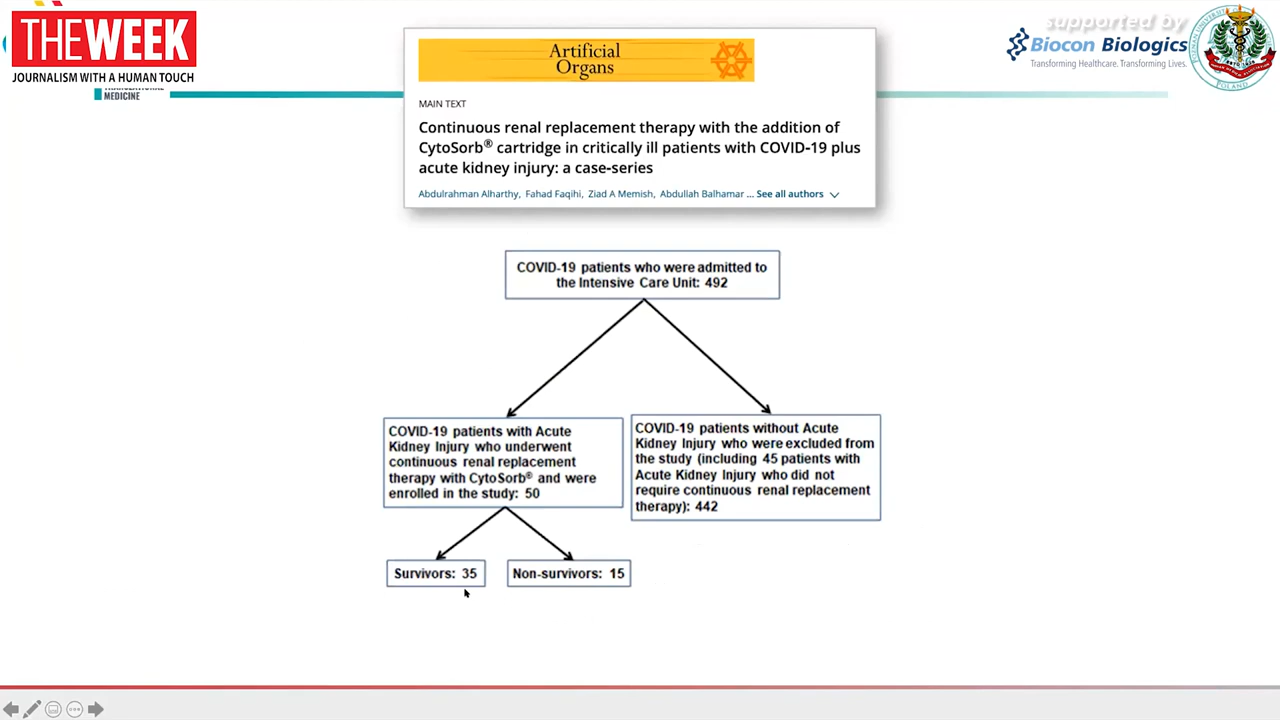 THEWEEK
JOURNALISM WITH A HUMAN TOUCH
MEDICINE
supported by
Biocon Biologics
Transforming Healthcare. Transforming Lives.
POLAND
Artificial
Organs
MAIN TEXT
Continuous renal replacement therapy with the addition of
CytoSorb® cartridge in critically ill patients with COVID-19 plus
acute kidney injury: a case-series
Abdulrahman Alharthy, Fahad Faqihi, Ziad A Memish, Abdullah Balhamar ... See all authors
COVID-19 patients who were admitted to
the Intensive Care Unit: 492
COVID-19 patients with Acute
Kidney Injury who underwent
continuous renal replacement
therapy with CytoSorb® and were
enrolled in the study: 50
COVID-19 patients without Acute
Kidney Injury who were excluded from
the study (including 45 patients with
Acute Kidney Injury who did not
require continuous renal replacement
therapy): 442
Survivors: 35
Non-survivors: 15